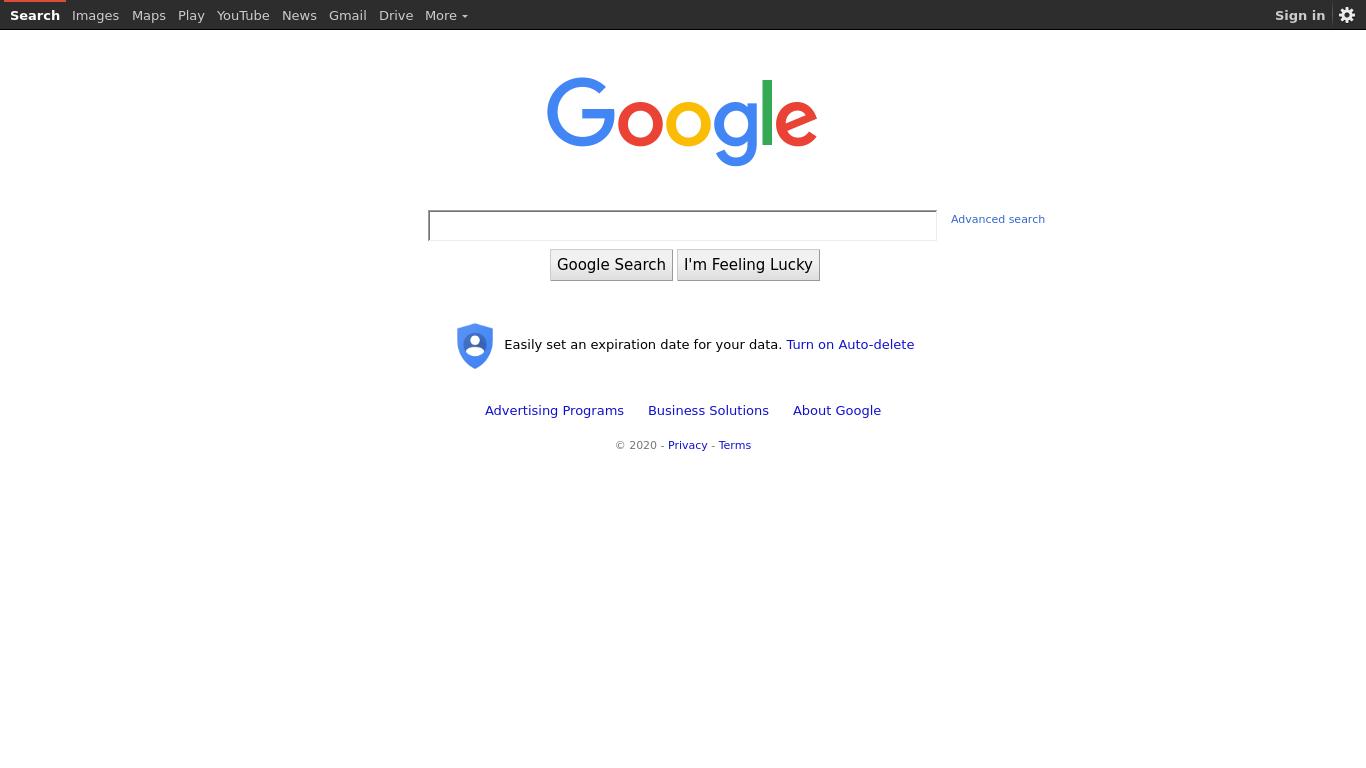 Search Images Maps Play YouTube News Gmail Drive More Sign in
Google
Advanced search
Google Search I'm Feeling Lucky
Easily set an expiration date for your data. Turn on Auto-delete
Advertising Programs Business Solutions About Google
© 2020 - Privacy - Terms